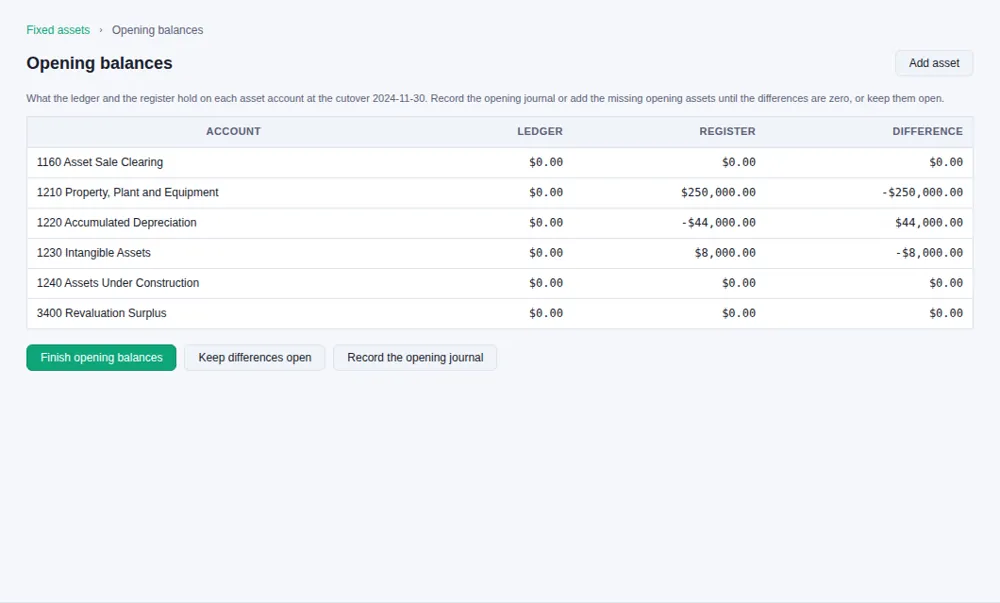 Fixed assets › Opening balances
Opening balances
Add asset
What the ledger and the register hold on each asset account at the cutover 2024-11-30. Record the opening journal or add the missing opening assets until the differences are zero, or keep them open.
ACCOUNT LEDGER REGISTER DIFFERENCE
1160 Asset Sale Clearing $0.00 $0.00 $0.00
1210 Property, Plant and Equipment $0.00 $250,000.00 -$250,000.00
1220 Accumulated Depreciation $0.00 -$44,000.00 $44,000.00
1230 Intangible Assets $0.00 $8,000.00 -$8,000.00
1240 Assets Under Construction $0.00 $0.00 $0.00
3400 Revaluation Surplus $0.00 $0.00 $0.00
Finish opening balances Keep differences open Record the opening journal